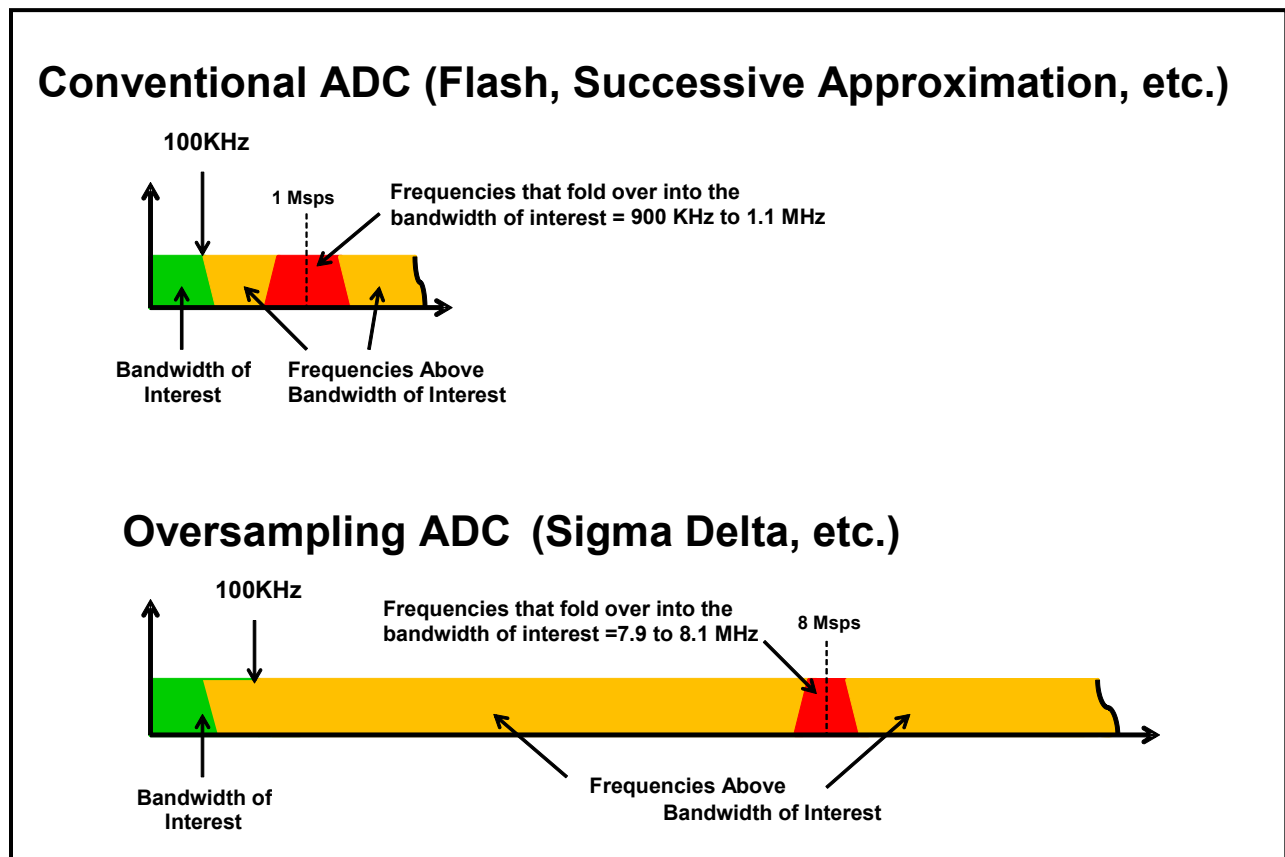 Conventional ADC (Flash, Successive Approximation, etc.)
100KHz
1 Msps
Frequencies that fold over into the
bandwidth of interest = 900 KHz to 1.1 MHz
Bandwidth of
Interest
Frequencies Above
Bandwidth of Interest
Oversampling ADC (Sigma Delta, etc.)
100KHz
Frequencies that fold over into the
bandwidth of interest =7.9 to 8.1 MHz
8 Msps
Bandwidth of
Interest
Frequencies Above
Bandwidth of Interest